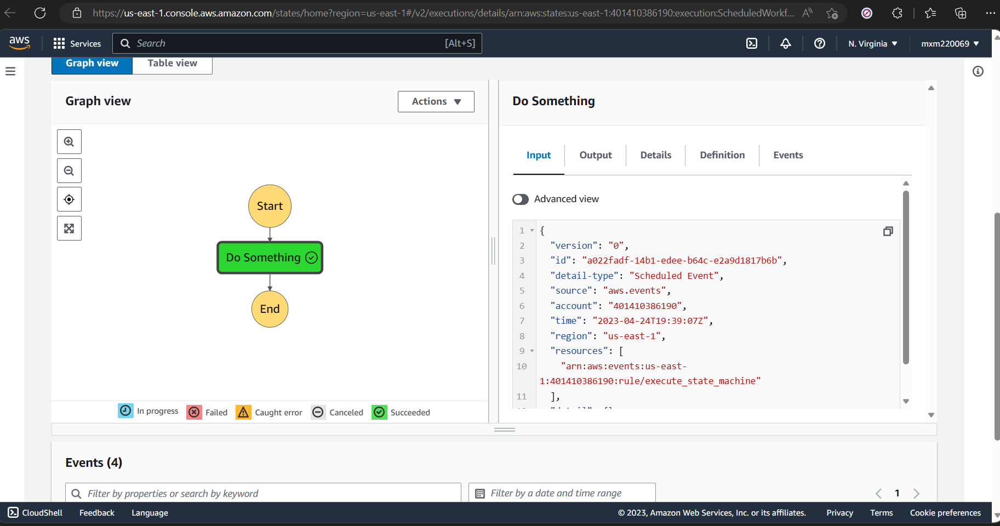 https://us-east-1.console.aws.amazon.com/states/home?region=us-east-1#/v2/executions/details/arn:aws:states:us-east-1:401410386190:execution:ScheduledWorkf...
aws
Services
Search
[Alt+S]
N. Virginia
mxm220069
Graph view
Table view
Graph view
Actions
Start
Do Something
End
In progress
Failed
Caught error
Canceled
Succeeded
Do Something
Input
Output
Details
Definition
Events
Advanced view
1 {
2 "version": "0",
3 "id": "a022fadf-14b1-edee-b64c-e2a9d1817b6b",
4 "detail-type": "Scheduled Event",
5 "source": "aws.events",
6 "account": "401410386190",
7 "time": "2023-04-24T19:39:07Z",
8 "region": "us-east-1",
9 "resources": [
10 "arn:aws:events:us-east-
1:401410386190:rule/execute_state_machine"
11 ],
Events (4)
Filter by properties or search by keyword
Filter by a date and time range
1
CloudShell
Feedback
Language
© 2023, Amazon Web Services, Inc. or its affiliates.
Privacy
Terms
Cookie preferences